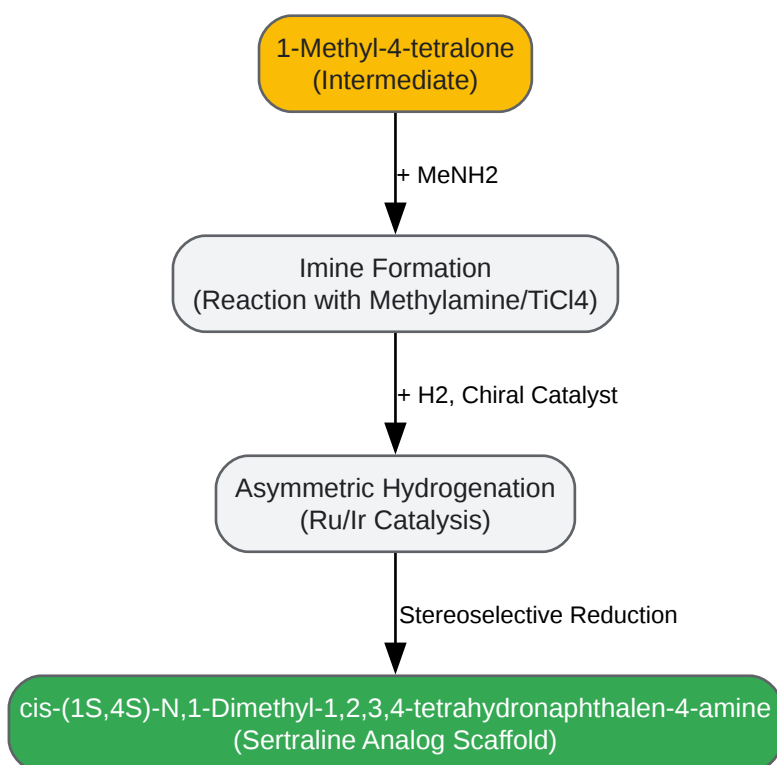 1-Methyl-4-tetralone
(Intermediate)
+ MeNH2
Imine Formation
(Reaction with Methylamine/TiCl4)
+ H2, Chiral Catalyst
Asymmetric Hydrogenation
(Ru/Ir Catalysis)
Stereoselective Reduction
cis-(1S,4S)-N,1-Dimethyl-1,2,3,4-tetrahydronaphthalen-4-amine
(Sertraline Analog Scaffold)